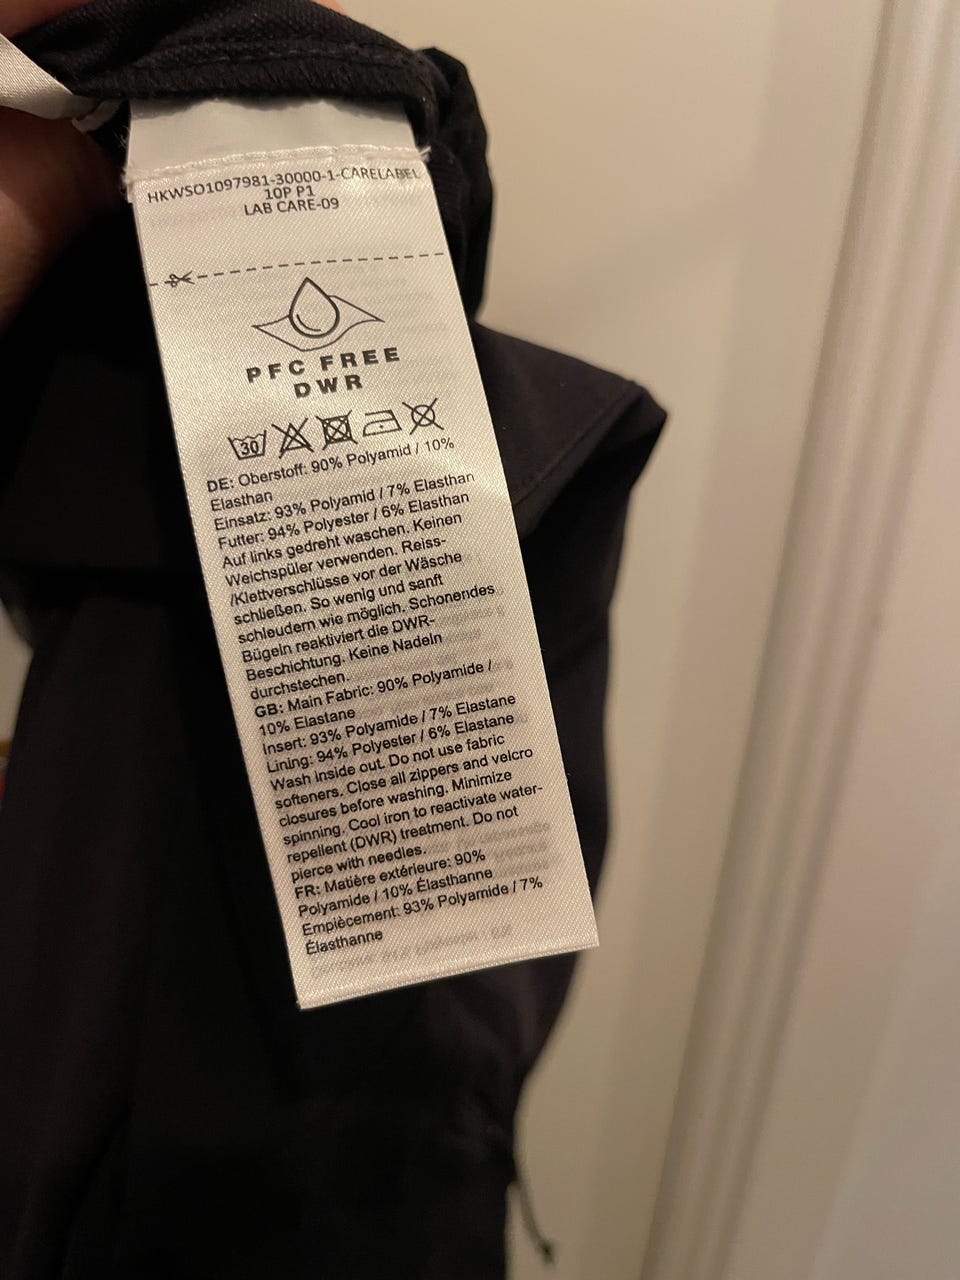 HKWSO1097981-30000-1-CARELABEL
10P P1
LAB CARE-09
PFC FREE
DWR
30
DE: Oberstoff: 90% Polyamid / 10%
Elasthan
Einsatz: 93% Polyamid / 7% Elasthan
Futter: 94% Polyester / 6% Elasthan
Auf links gedreht waschen. Keinen
Weichspüler verwenden. Reiss-
/Klettverschlüsse vor der Wäsche
schließen. So wenig und sanft
schleudern wie möglich. Schonendes
Bügeln reaktiviert die DWR-
Beschichtung. Keine Nadeln
durchstechen.
GB: Main Fabric: 90% Polyamide /
10% Elastane
Insert: 93% Polyamide / 7% Elastane
Lining: 94% Polyester / 6% Elastane
Wash inside out. Do not use fabric
softeners. Close all zippers and velcro
closures before washing. Minimize
spinning. Cool iron to reactivate water-
repellent (DWR) treatment. Do not
pierce with needles.
FR: Matière extérieure: 90%
Polyamide / 10% Élasthanne
Empiècement: 93% Polyamide / 7%
Élasthanne